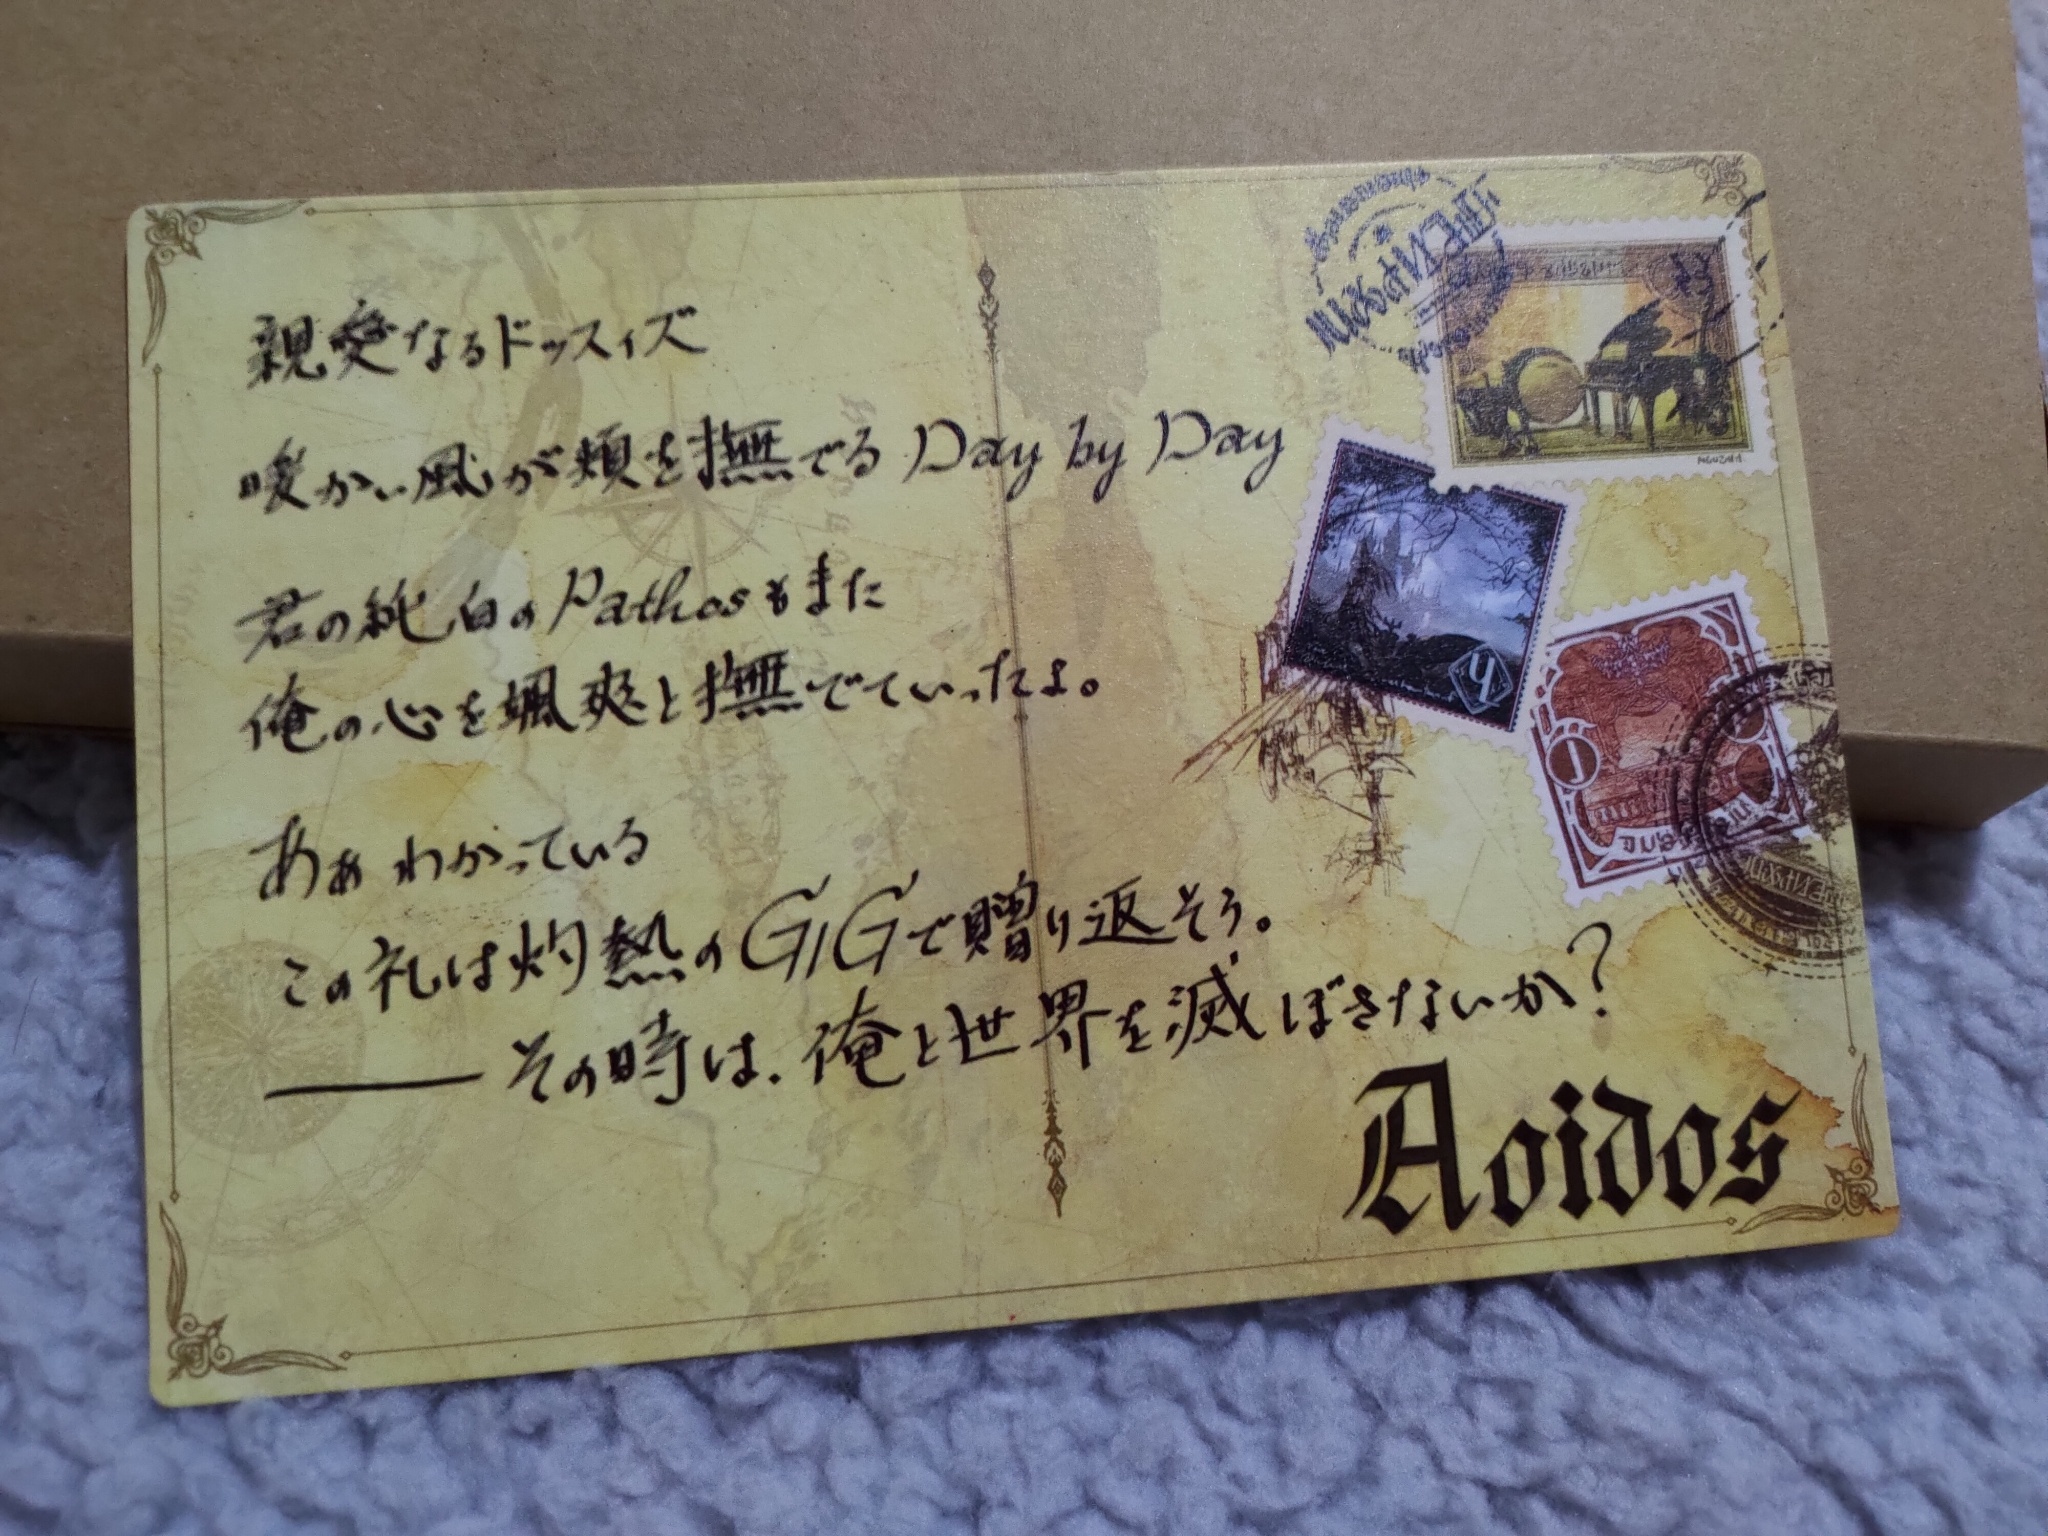 親愛なるドッスィズ
暖かい風が頬を撫でる Day by Day
君の純白のPathosもまた
俺の心を颯爽と撫でていったよ。
あぁ わかっている
この礼は灼熱のGIGで贈り返そう。
――その時は、俺と世界を滅ぼさないか?
Aoidos